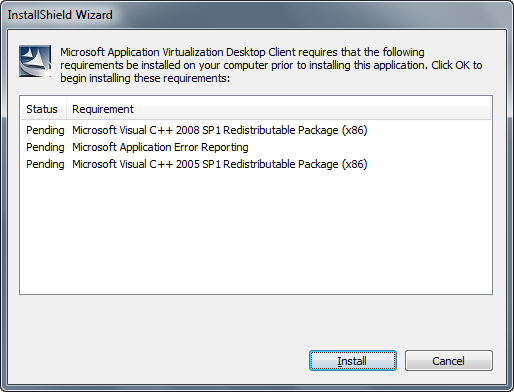 InstallShield Wizard
Microsoft Application Virtualization Desktop Client requires that the following
requirements be installed on your computer prior to installing this application. Click OK to
begin installing these requirements:
Status Requirement
Pending Microsoft Visual C++ 2008 SP1 Redistributable Package (x86)
Pending Microsoft Application Error Reporting
Pending Microsoft Visual C++ 2005 SP1 Redistributable Package (x86)
Install Cancel